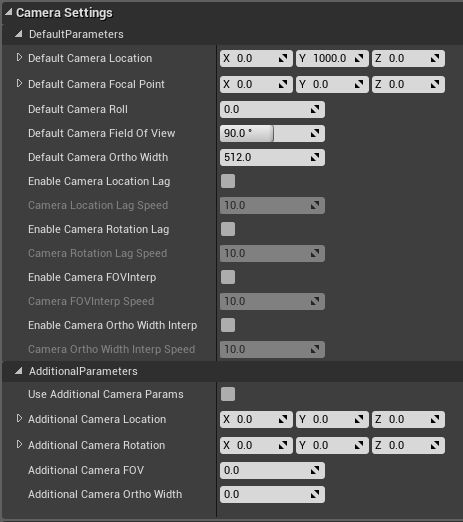 Camera Settings
DefaultParameters
Default Camera Location X 0.0 Y 1000.0 Z 0.0
Default Camera Focal Point X 0.0 Y 0.0 Z 0.0
Default Camera Roll 0.0
Default Camera Field Of View 90.0 °
Default Camera Ortho Width 512.0
Enable Camera Location Lag
Camera Location Lag Speed 10.0
Enable Camera Rotation Lag
Camera Rotation Lag Speed 10.0
Enable Camera FOVInterp
Camera FOVInterp Speed 10.0
Enable Camera Ortho Width Interp
Camera Ortho Width Interp Speed 10.0
AdditionalParameters
Use Additional Camera Params
Additional Camera Location X 0.0 Y 0.0 Z 0.0
Additional Camera Rotation X 0.0 Y 0.0 Z 0.0
Additional Camera FOV 0.0
Additional Camera Ortho Width 0.0